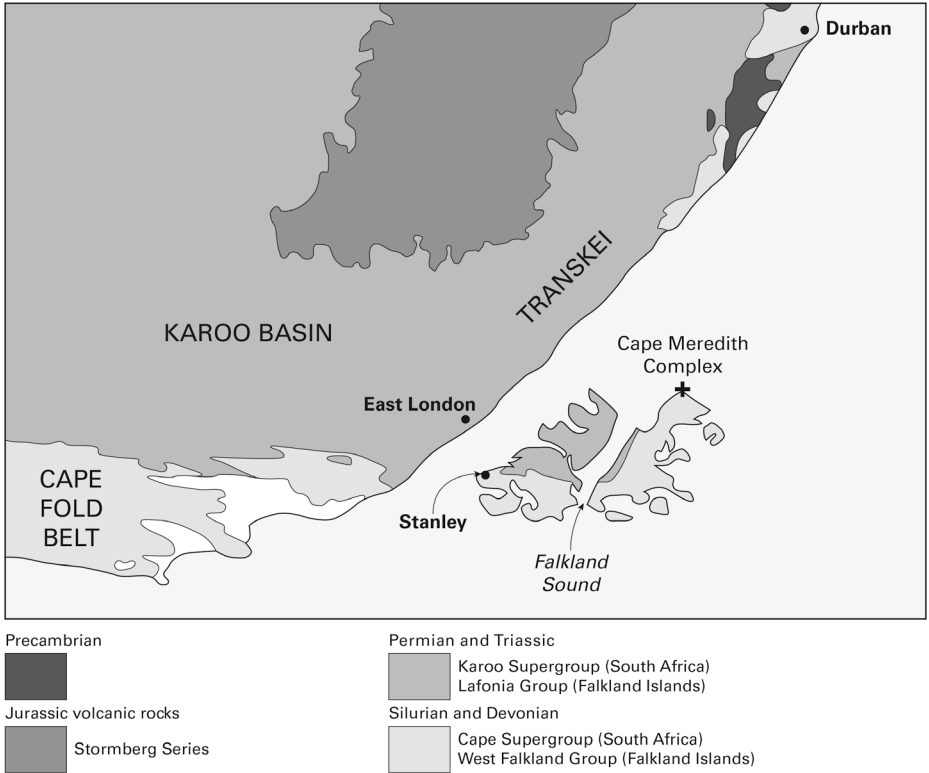 Durban
TRANSKEI
KAROO BASIN
Cape Meredith
Complex
East London
CAPE
FOLD
BELT
Stanley
Falkland
Sound
Precambrian
Jurassic volcanic rocks
Stormberg Series
Permian and Triassic
Karoo Supergroup (South Africa)
Lafonia Group (Falkland Islands)
Silurian and Devonian
Cape Supergroup (South Africa)
West Falkland Group (Falkland Islands)